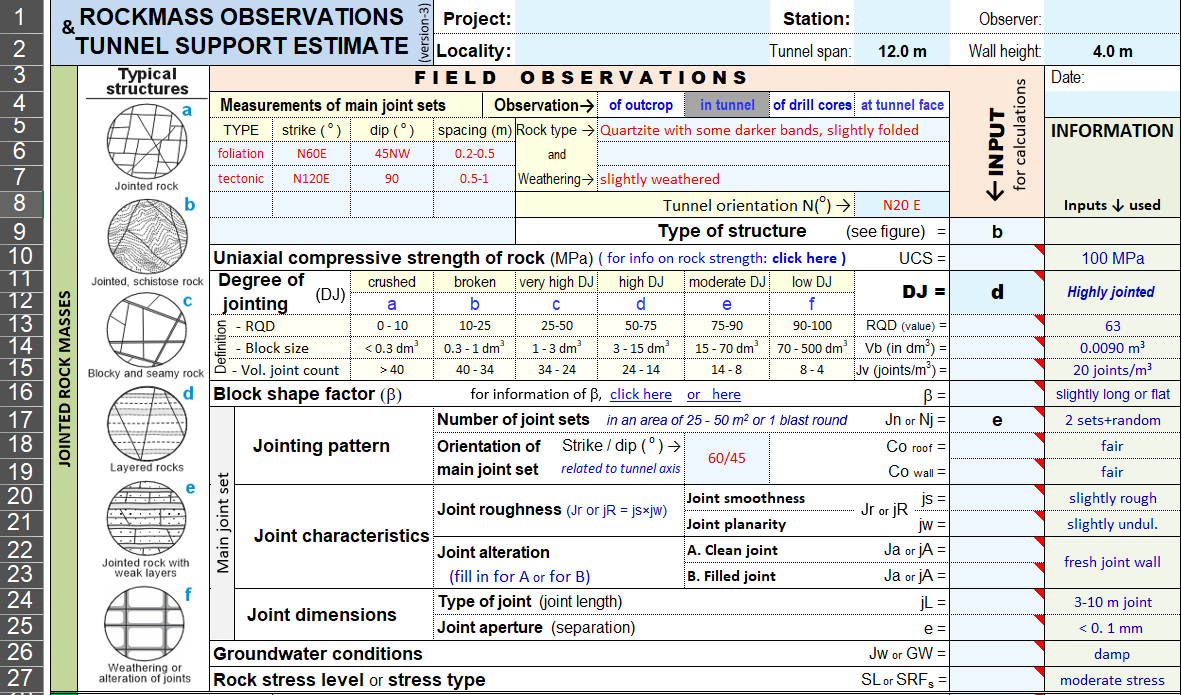 1 & ROCKMASS OBSERVATIONS (version-3) Project: Station: Observer:
2 TUNNEL SUPPORT ESTIMATE Locality: Tunnel span: 12.0 m Wall height: 4.0 m
3 Typical structures FIELD OBSERVATIONS Date:
4 a Measurements of main joint sets Observation→ of outcrop in tunnel of drill cores at tunnel face
INPUT for calculations
5 TYPE strike (°) dip (°) spacing (m) Rock type → Quartzite with some darker bands, slightly folded INFORMATION
6 foliation N60E 45NW 0.2-0.5 and
7 Jointed rock tectonic N120E 90 0.5-1 Weathering→ slightly weathered
8 b Tunnel orientation N(°) → N20 E Inputs ↓ used
9 Type of structure (see figure) = b
10 Uniaxial compressive strength of rock (MPa) ( for info on rock strength: click here ) UCS = 100 MPa
11 Jointed, schistose rock Degree of jointing (DJ) crushed broken very high DJ high DJ moderate DJ low DJ DJ = d Highly jointed
12 c a b c d e f
13 Definition - RQD 0 - 10 10-25 25-50 50-75 75-90 90-100 RQD (value) = 63
14 - Block size < 0.3 dm³ 0.3 - 1 dm³ 1 - 3 dm³ 3 - 15 dm³ 15 - 70 dm³ 70 - 500 dm³ Vb (in dm³) = 0.0090 m³
15 Blocky and seamy rock - Vol. joint count > 40 40 - 34 34 - 24 24 - 14 14 - 8 8 - 4 Jv (joints/m³) = 20 joints/m³
16 d Block shape factor (β) for information of β, click here or here β = slightly long or flat
JOINTED ROCK MASSES
Main joint set
17 Jointing pattern Number of joint sets in an area of 25 - 50 m² or 1 blast round Jn or Nj = e 2 sets+random
18 Orientation of Strike / dip (°) → 60/45 Co roof = fair
19 Layered rocks main joint set related to tunnel axis Co wall = fair
20 e Joint characteristics Joint roughness (Jr or jR = js×jw) Joint smoothness Jr or jR js = slightly rough
21 Joint planarity jw = slightly undul.
22 Joint alteration A. Clean joint Ja or jA = fresh joint wall
23 Jointed rock with weak layers (fill in for A or for B) B. Filled joint Ja or jA =
24 f Joint dimensions Type of joint (joint length) jL = 3-10 m joint
25 Joint aperture (separation) e = < 0. 1 mm
26 Groundwater conditions Jw or GW = damp
27 Weathering or alteration of joints Rock stress level or stress type SL or SRFs = moderate stress